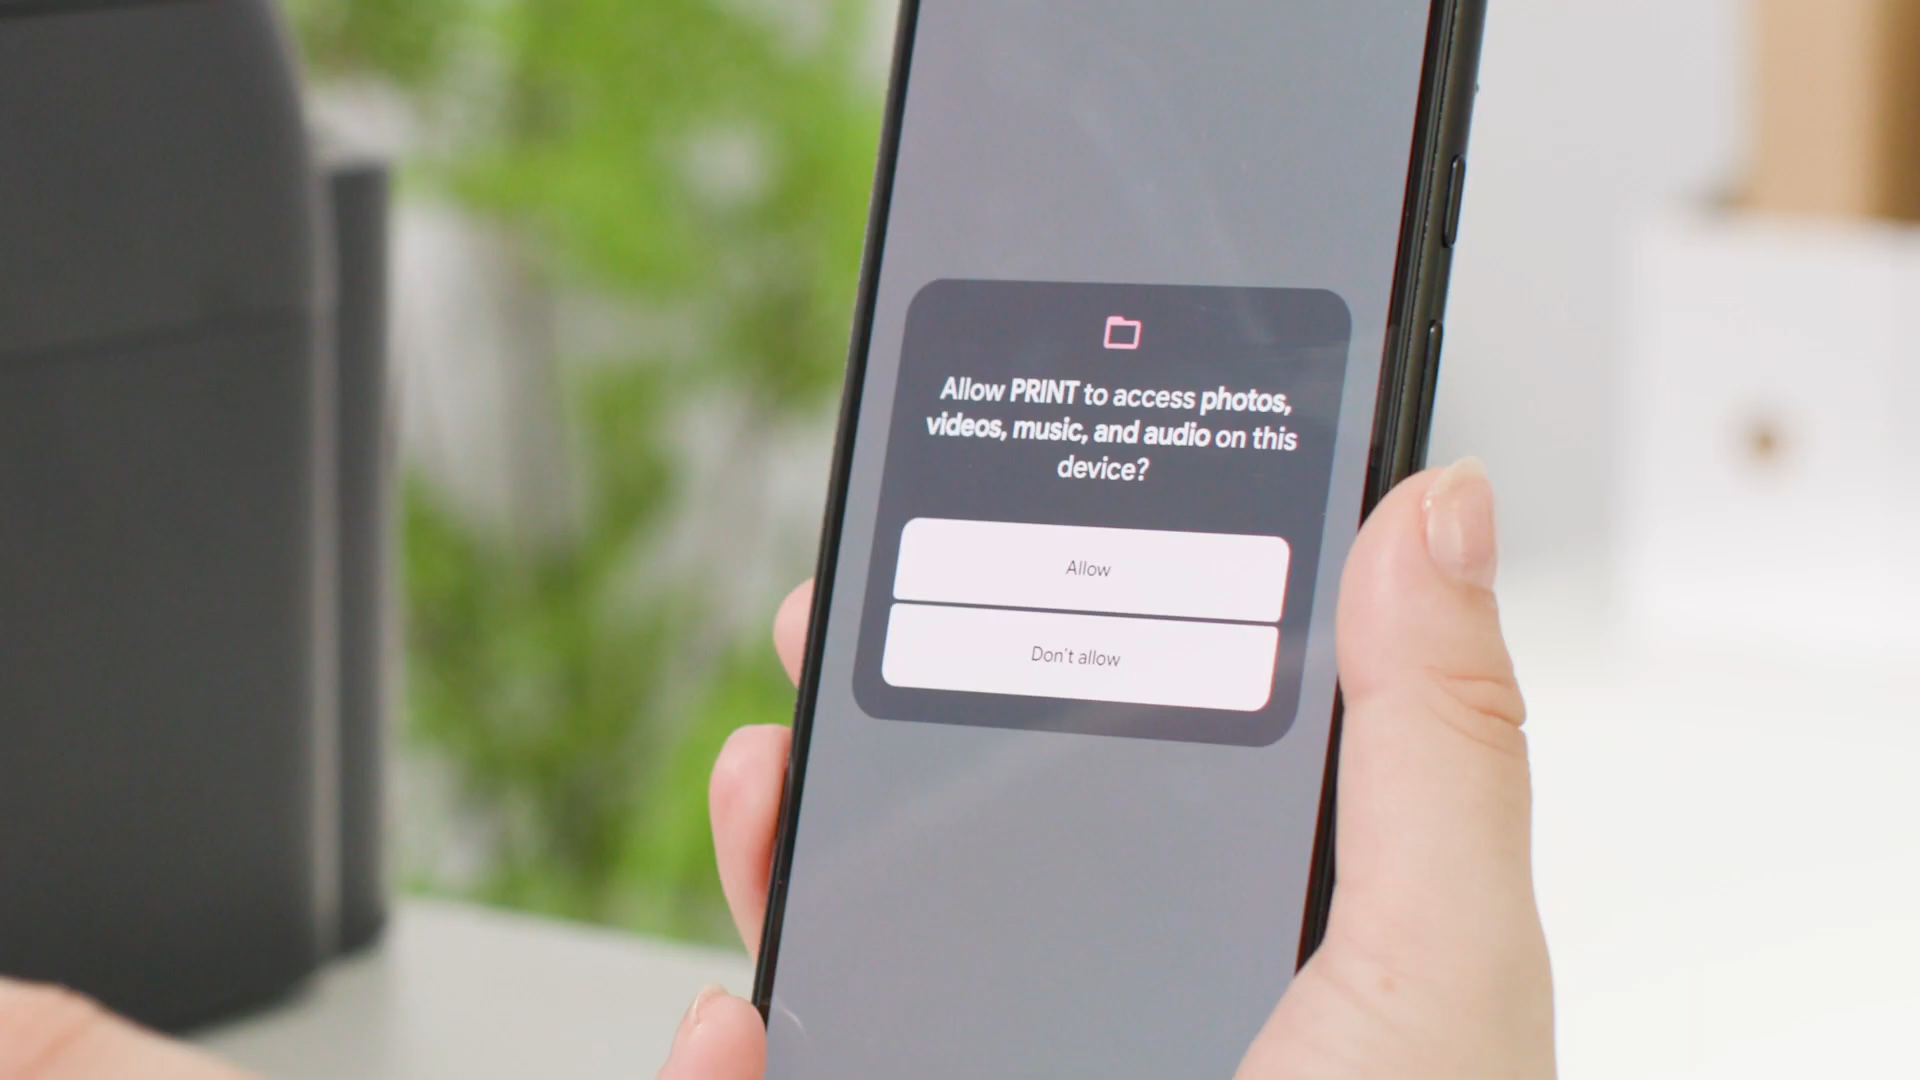 Allow PRINT to access photos,
videos, music, and audio on this
device?
Allow
Don't allow